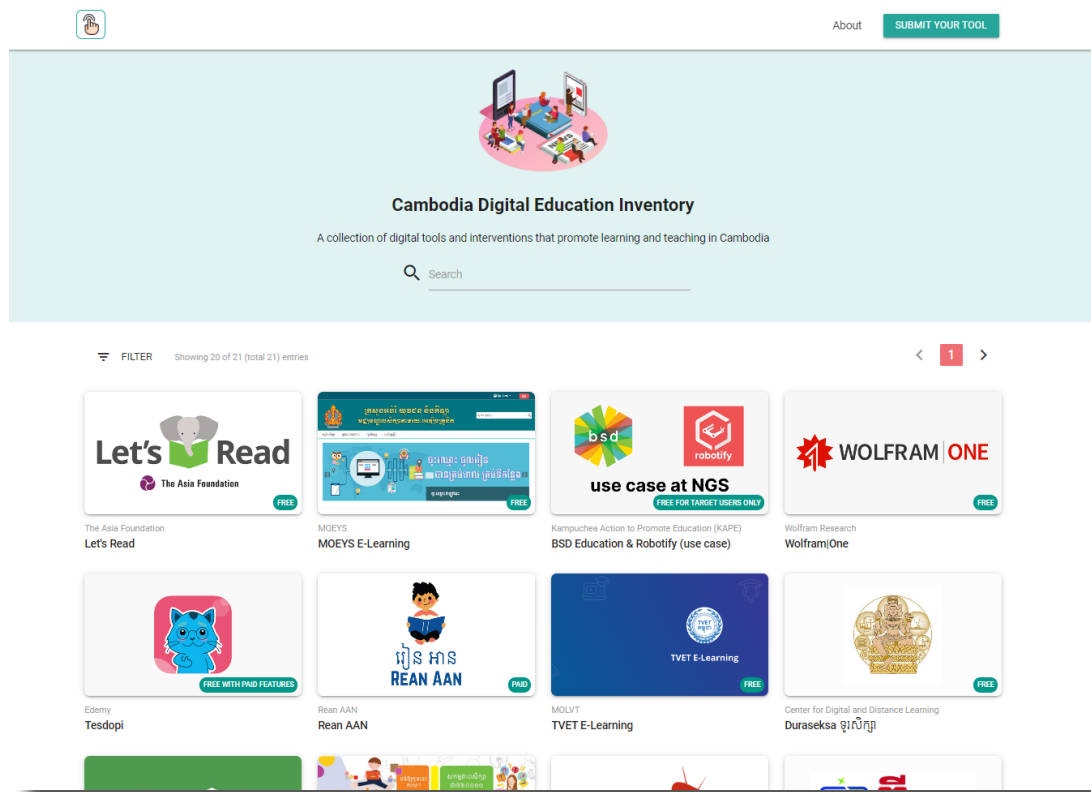 About
SUBMIT YOUR TOOL
NEWS
Cambodia Digital Education Inventory
A collection of digital tools and interventions that promote learning and teaching in Cambodia
Search
FILTER
Showing 20 of 21 (total 21) entries
1
Let's Read
The Asia Foundation
FREE
The Asia Foundation
Let's Read
FREE
MOEYS
MOEYS E-Learning
bsd
robotify
use case at NGS
FREE FOR TARGET USERS ONLY
Kampuchea Action to Promote Education (KAPE)
BSD Education & Robotify (use case)
WOLFRAM ONE
FREE
Wolfram Research
Wolfram|One
FREE WITH PAID FEATURES
Edemy
Tesdopi
រៀន អាន
REAN AAN
PAID
Rean AAN
Rean AAN
TVET
TVET E-Learning
FREE
MOLVT
TVET E-Learning
FREE
Center for Digital and Distance Learning
Duraseksa ទូរសិក្សា